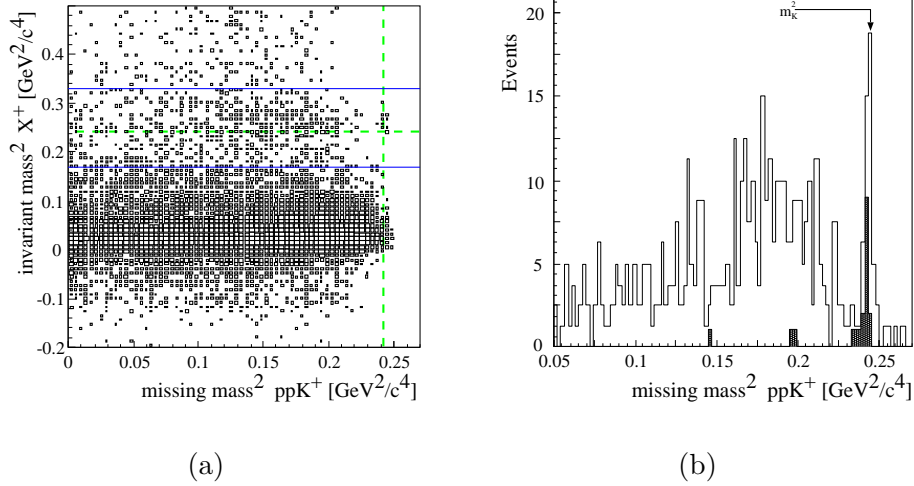 invariant mass² X⁺ [GeV²/c⁴]
0.4
0.3
0.2
0.1
0
-0.1
-0.2
0 0.05 0.1 0.15 0.2 0.25
missing mass² ppK⁺ [GeV²/c⁴]
(a)
Events
20
15
10
5
0
m²K
0.05 0.10 0.15 0.20 0.25
missing mass² ppK⁺ [GeV²/c⁴]
(b)